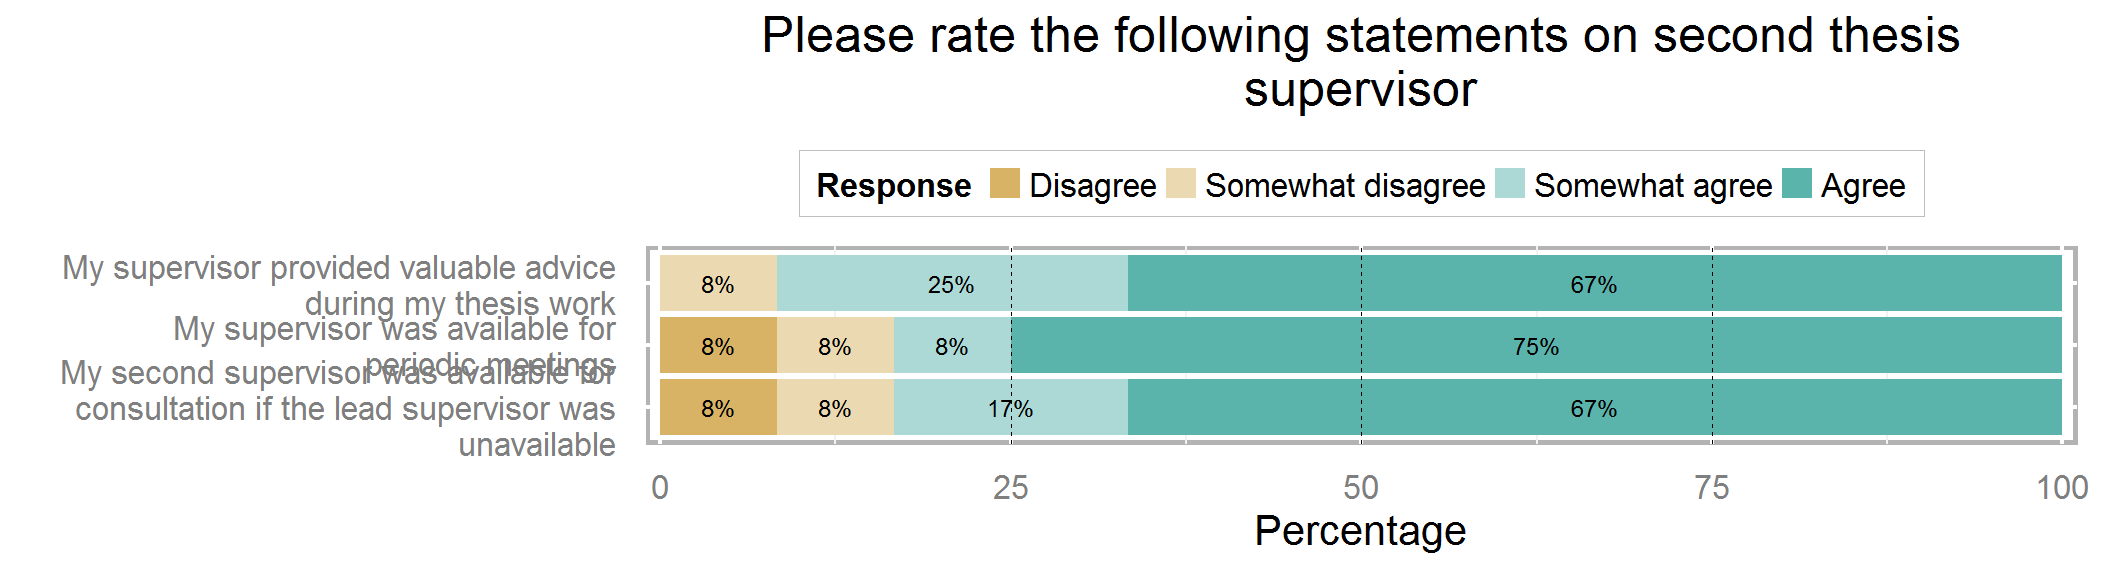 Please rate the following statements on second thesis
supervisor
Response Disagree Somewhat disagree Somewhat agree Agree
My supervisor provided valuable advice
during my thesis work
8% 25% 67%
My supervisor was available for
periodic meetings
8% 8% 8% 75%
My second supervisor was available for
consultation if the lead supervisor was
unavailable
8% 8% 17% 67%
0 25 50 75 100
Percentage